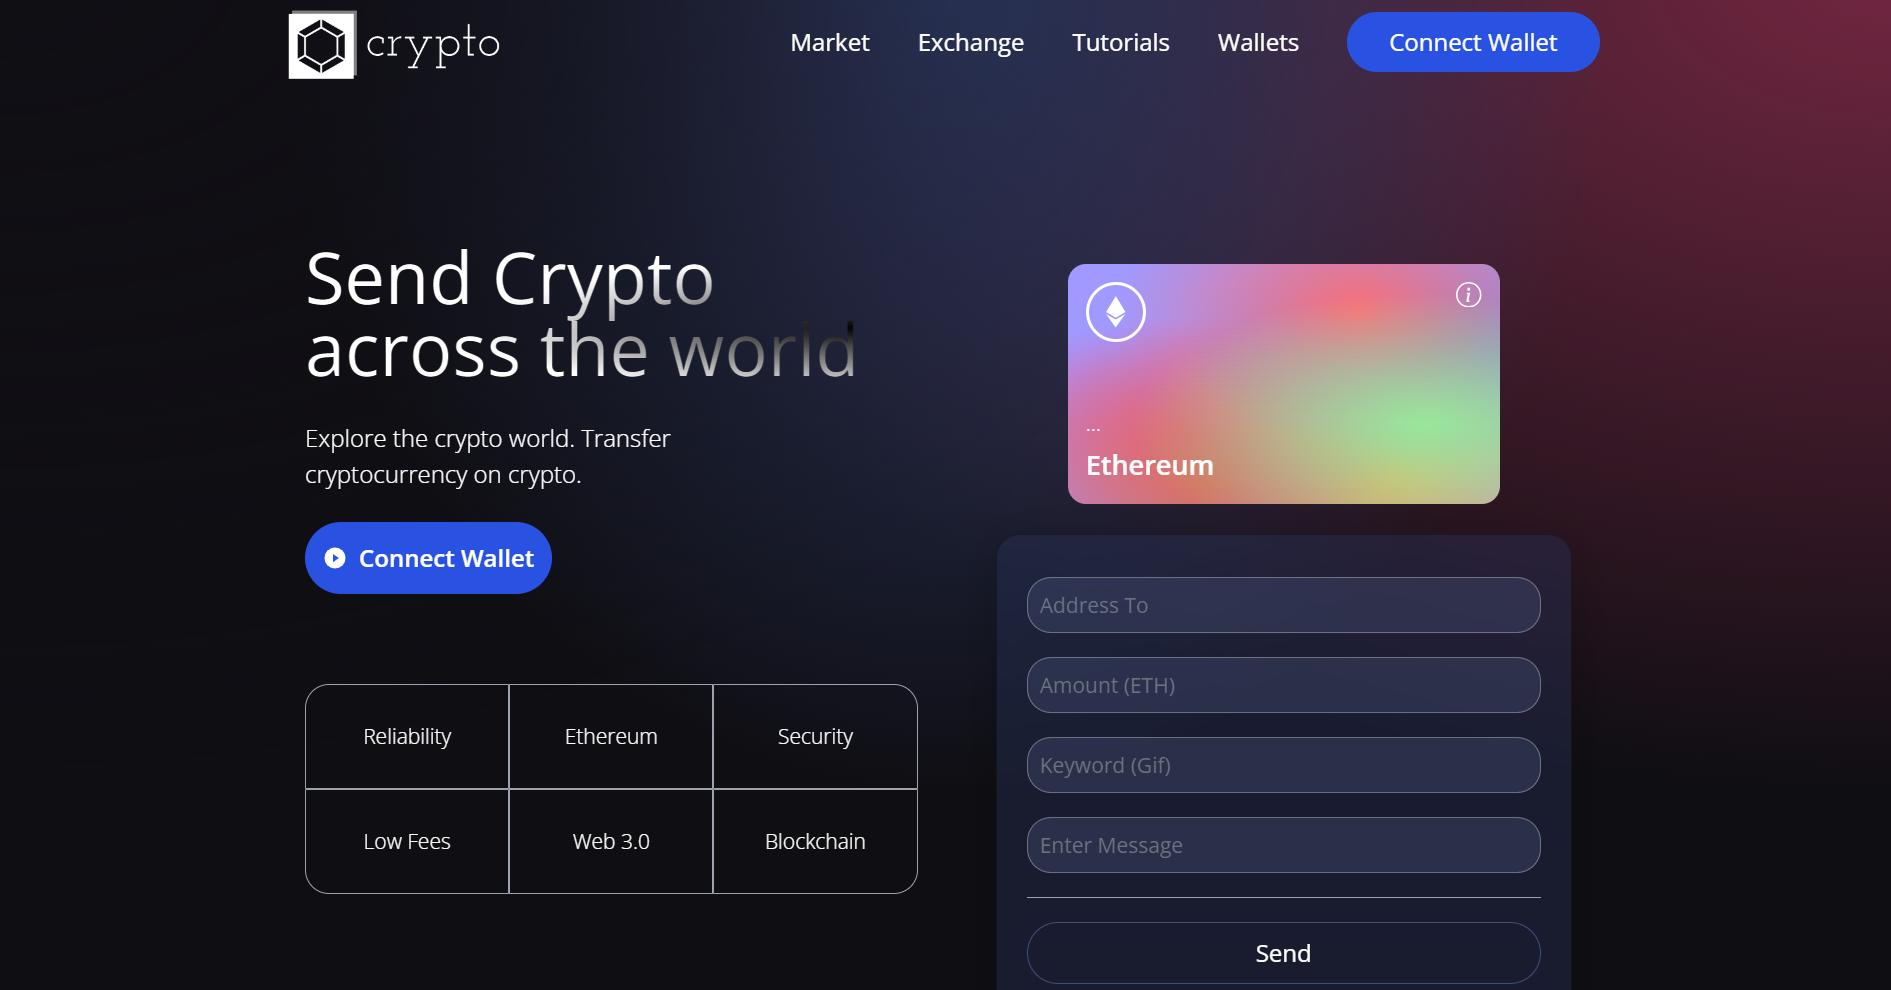 crypto
Market
Exchange
Tutorials
Wallets
Connect Wallet
Send Crypto
across the world
Explore the crypto world. Transfer
cryptocurrency on crypto.
Connect Wallet
Reliability
Ethereum
Security
Low Fees
Web 3.0
Blockchain
i
...
Ethereum
Address To
Amount (ETH)
Keyword (Gif)
Enter Message
Send